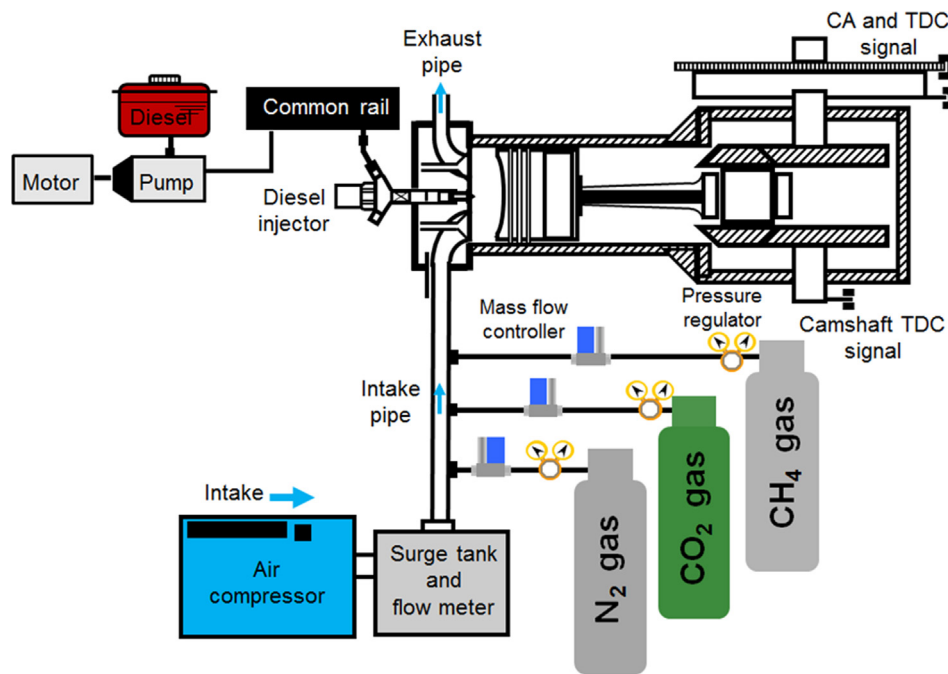 Exhaust
pipe
CA and TDC
signal
Diesel
Common rail
Motor
Pump
Diesel
injector
Mass flow
controller
Pressure
regulator
Camshaft TDC
signal
Intake
pipe
Intake
Air
compressor
Surge tank
and
flow meter
N₂ gas
CO₂ gas
CH₄ gas